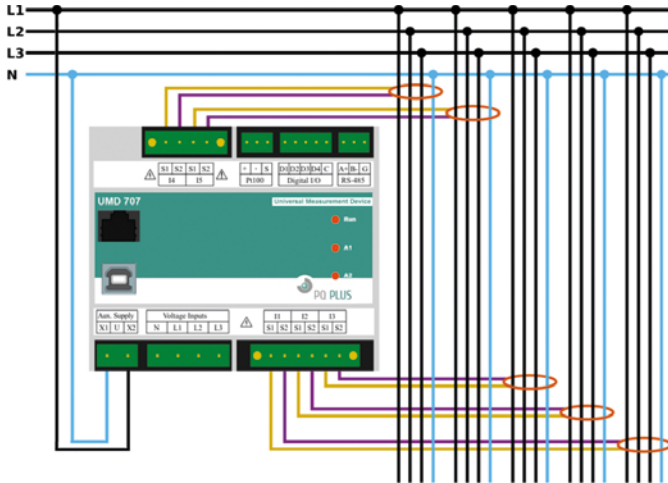 L1
L2
L3
N
S1 S2 S1 S2
I4 I5
+ - S
Pt100
D1 D2 D3 D4 C
Digital I/O
A+ B- G
RS-485
UMD 707
Universal Measurement Device
Run
A1
A2
PQ PLUS
Aux. Supply
X1 U X2
Voltage Inputs
N L1 L2 L3
I1 I2 I3
S1 S2 S1 S2 S1 S2